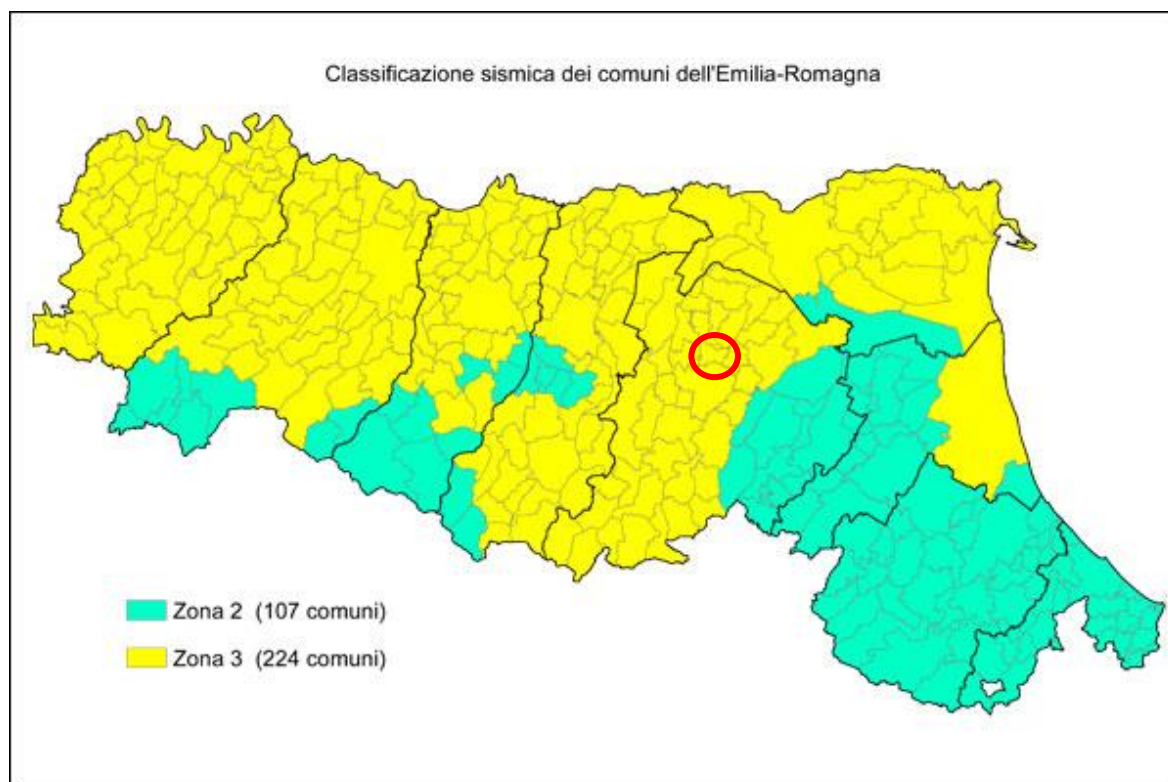 Classificazione sismica dei comuni dell'Emilia-Romagna
Zona 2 (107 comuni)
Zona 3 (224 comuni)